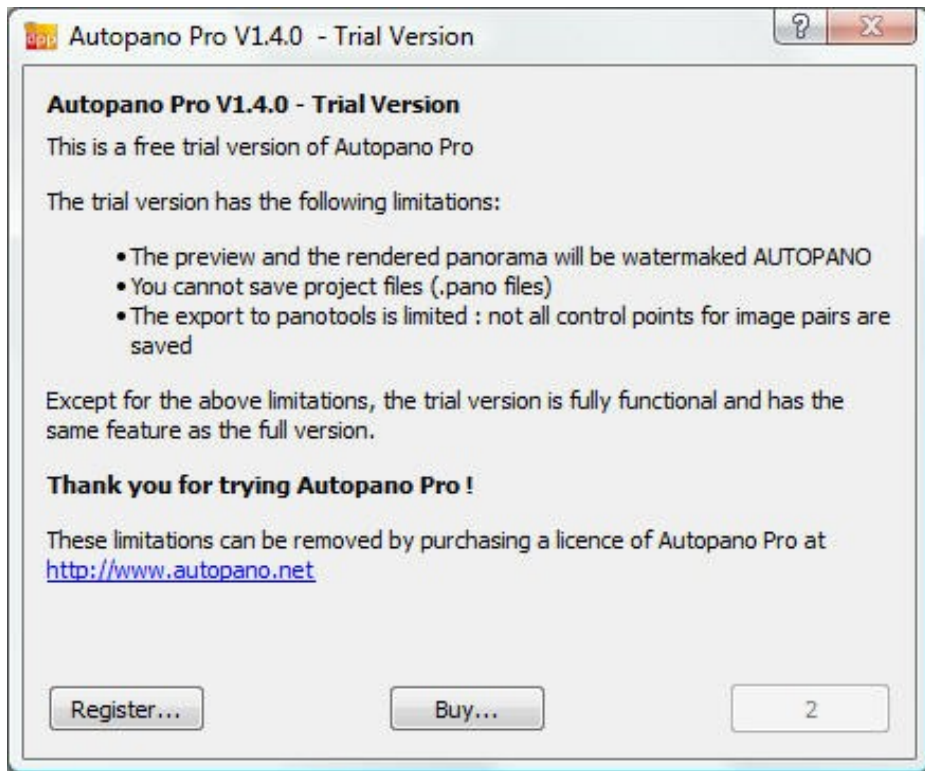 Autopano Pro V1.4.0 - Trial Version
Autopano Pro V1.4.0 - Trial Version
This is a free trial version of Autopano Pro
The trial version has the following limitations:
• The preview and the rendered panorama will be watermaked AUTOPANO
• You cannot save project files (.pano files)
• The export to panotools is limited : not all control points for image pairs are
saved
Except for the above limitations, the trial version is fully functional and has the
same feature as the full version.
Thank you for trying Autopano Pro !
These limitations can be removed by purchasing a licence of Autopano Pro at
http://www.autopano.net
Register...
Buy...
2